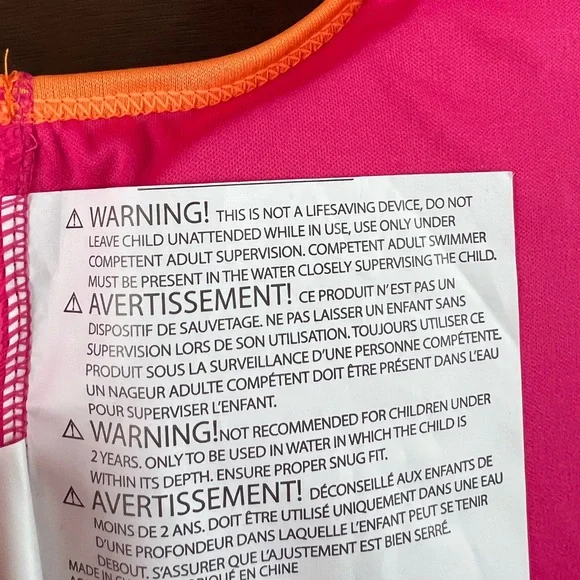 ⚠ WARNING! THIS IS NOT A LIFESAVING DEVICE, DO NOT
LEAVE CHILD UNATTENDED WHILE IN USE, USE ONLY UNDER
COMPETENT ADULT SUPERVISION. COMPETENT ADULT SWIMMER
MUST BE PRESENT IN THE WATER CLOSELY SUPERVISING THE CHILD.
⚠ AVERTISSEMENT! CE PRODUIT N'EST PAS UN
DISPOSITIF DE SAUVETAGE. NE PAS LAISSER UN ENFANT SANS
SUPERVISION LORS DE SON UTILISATION. TOUJOURS UTILISER CE
PRODUIT SOUS LA SURVEILLANCE D'UNE PERSONNE COMPÉTENTE.
UN NAGEUR ADULTE COMPÉTENT DOIT ÊTRE PRÉSENT DANS L'EAU
POUR SUPERVISER L'ENFANT.
⚠ WARNING! NOT RECOMMENDED FOR CHILDREN UNDER
2 YEARS. ONLY TO BE USED IN WATER IN WHICH THE CHILD IS
WITHIN ITS DEPTH. ENSURE PROPER SNUG FIT.
⚠ AVERTISSEMENT! DÉCONSEILLÉ AUX ENFANTS DE
MOINS DE 2 ANS. DOIT ÊTRE UTILISÉ UNIQUEMENT DANS UNE EAU
D'UNE PROFONDEUR DANS LAQUELLE L'ENFANT PEUT SE TENIR
DEBOUT. S'ASSURER QUE L'AJUSTEMENT EST BIEN SERRÉ.
MADE IN EN CHINE